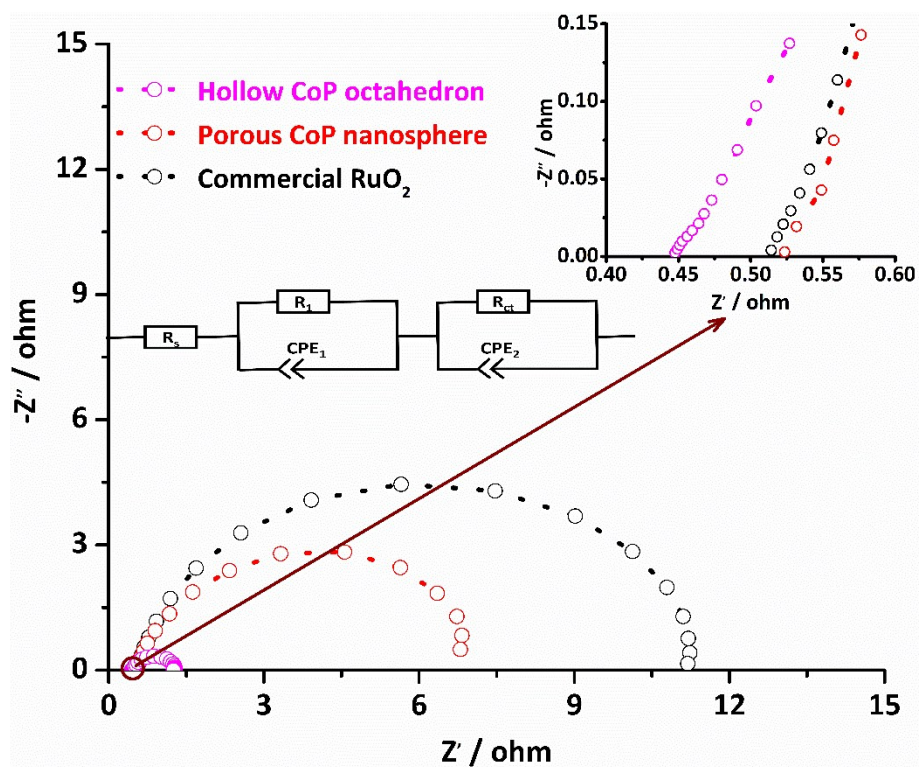 15
12
9
6
3
0
-Z'' / ohm
Hollow CoP octahedron
Porous CoP nanosphere
Commercial RuO₂
0.15
0.10
0.05
0.00
-Z'' / ohm
0.40 0.45 0.50 0.55 0.60
Z' / ohm
Rₛ
R₁
CPE₁
R_ct
CPE₂
0 3 6 9 12 15
Z' / ohm